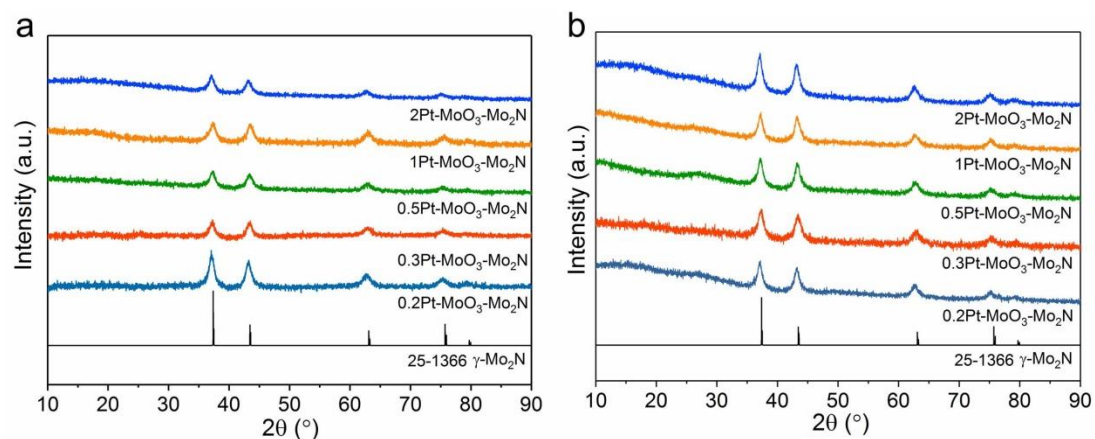 a
Intensity (a.u.)
2Pt-MoO₃-Mo₂N
1Pt-MoO₃-Mo₂N
0.5Pt-MoO₃-Mo₂N
0.3Pt-MoO₃-Mo₂N
0.2Pt-MoO₃-Mo₂N
25-1366 γ-Mo₂N
10 20 30 40 50 60 70 80 90
2θ (°)
b
Intensity (a.u.)
2Pt-MoO₃-Mo₂N
1Pt-MoO₃-Mo₂N
0.5Pt-MoO₃-Mo₂N
0.3Pt-MoO₃-Mo₂N
0.2Pt-MoO₃-Mo₂N
25-1366 γ-Mo₂N
10 20 30 40 50 60 70 80 90
2θ (°)